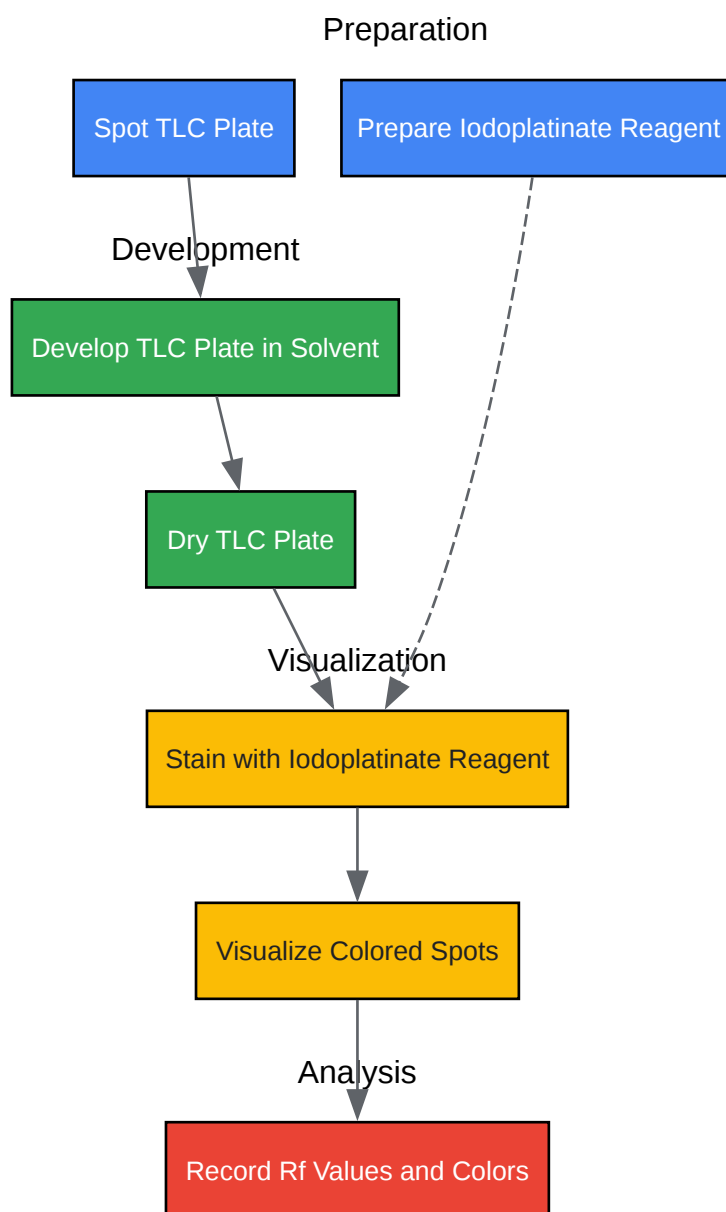 Preparation
Spot TLC Plate
Prepare Iodoplatinate Reagent
Development
Develop TLC Plate in Solvent
Dry TLC Plate
Visualization
Stain with Iodoplatinate Reagent
Visualize Colored Spots
Analysis
Record Rf Values and Colors